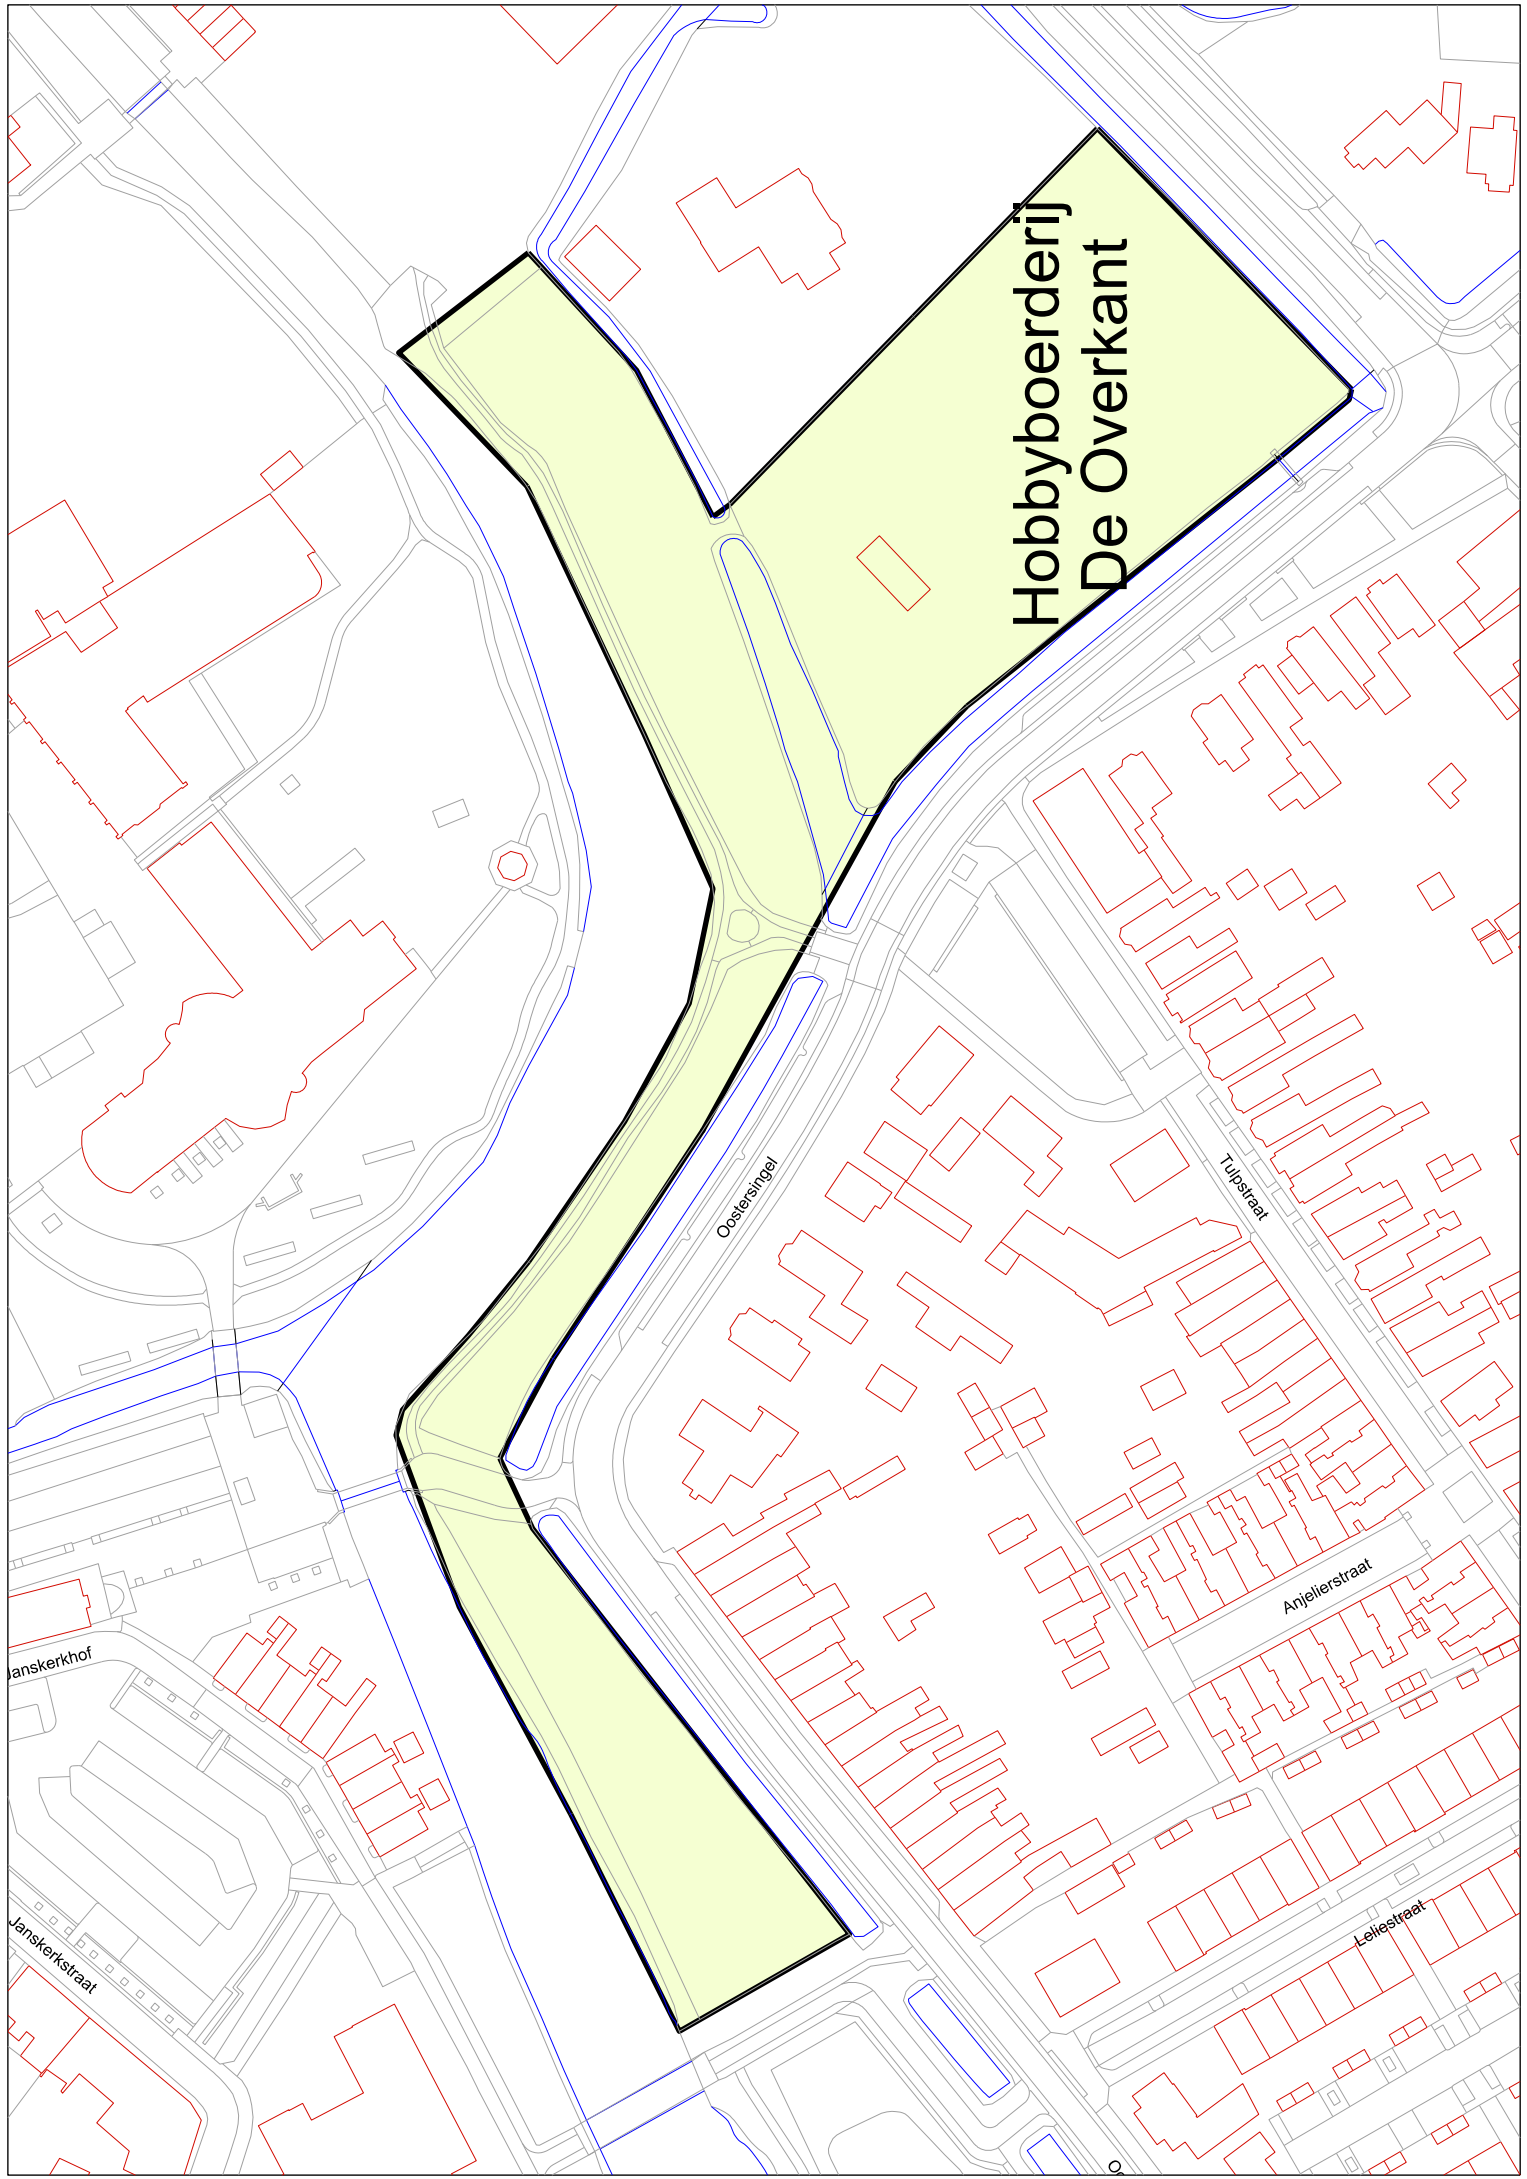 Hobbyboerderij
De Overkant
Oostersingel
Tulpstraat
Anjelierstraat
Janskerkhof
Janskerkstraat
Leliestraat